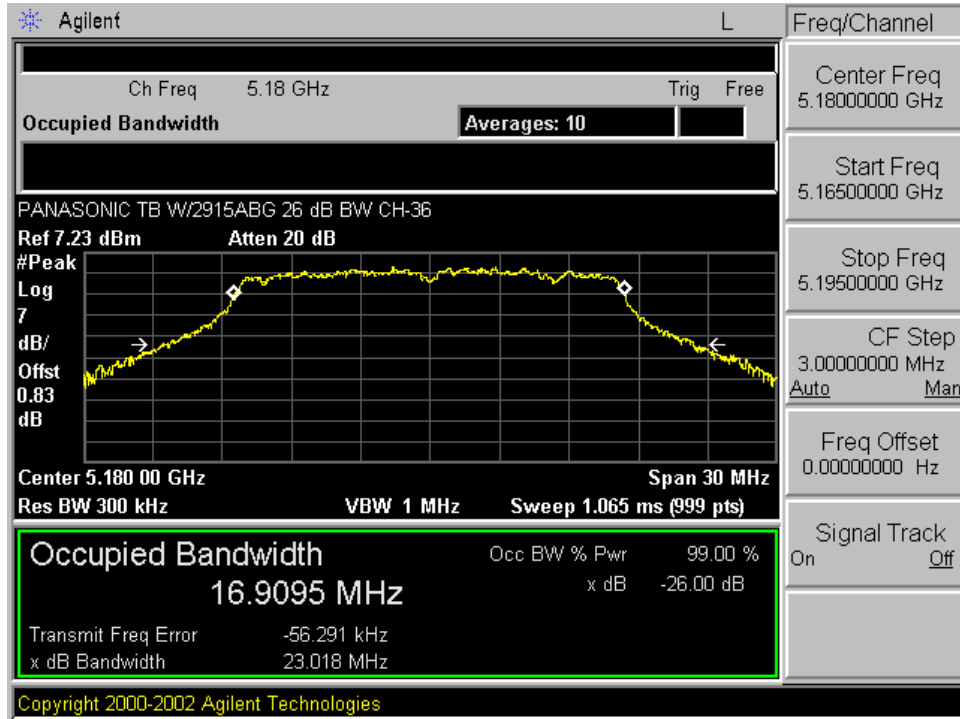 Agilent L
Freq/Channel
Ch Freq 5.18 GHz Trig Free
Occupied Bandwidth Averages: 10
PANASONIC TB W/2915ABG 26 dB BW CH-36
Ref 7.23 dBm Atten 20 dB
#Peak
Log
7
dB/
Offst
0.83
dB
Center 5.180 00 GHz Span 30 MHz
Res BW 300 kHz VBW 1 MHz Sweep 1.065 ms (999 pts)
Occupied Bandwidth Occ BW % Pwr 99.00 %
16.9095 MHz x dB -26.00 dB
Transmit Freq Error -56.291 kHz
x dB Bandwidth 23.018 MHz
Center Freq
5.18000000 GHz
Start Freq
5.16500000 GHz
Stop Freq
5.19500000 GHz
CF Step
3.00000000 MHz
Auto Man
Freq Offset
0.00000000 Hz
Signal Track
On Off
Copyright 2000-2002 Agilent Technologies